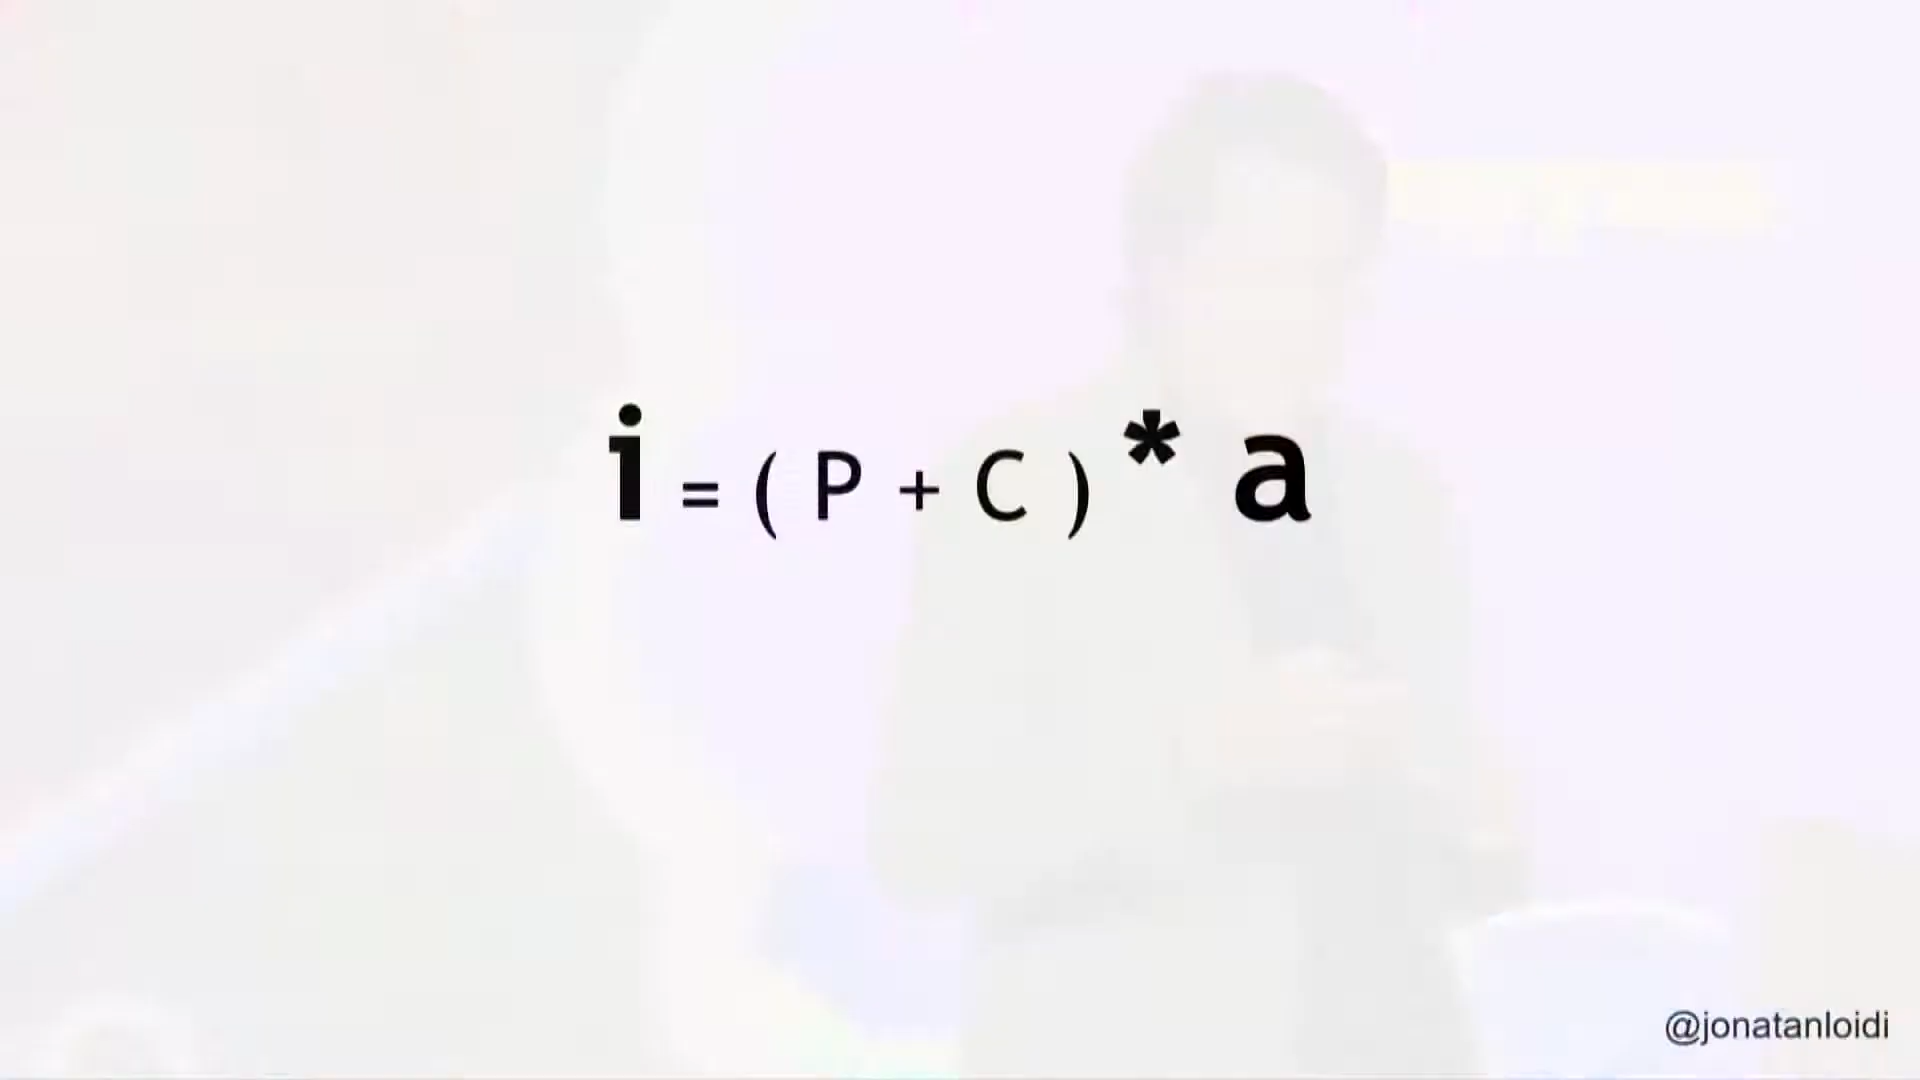 i = ( P + C ) * a
@jonatanloidi